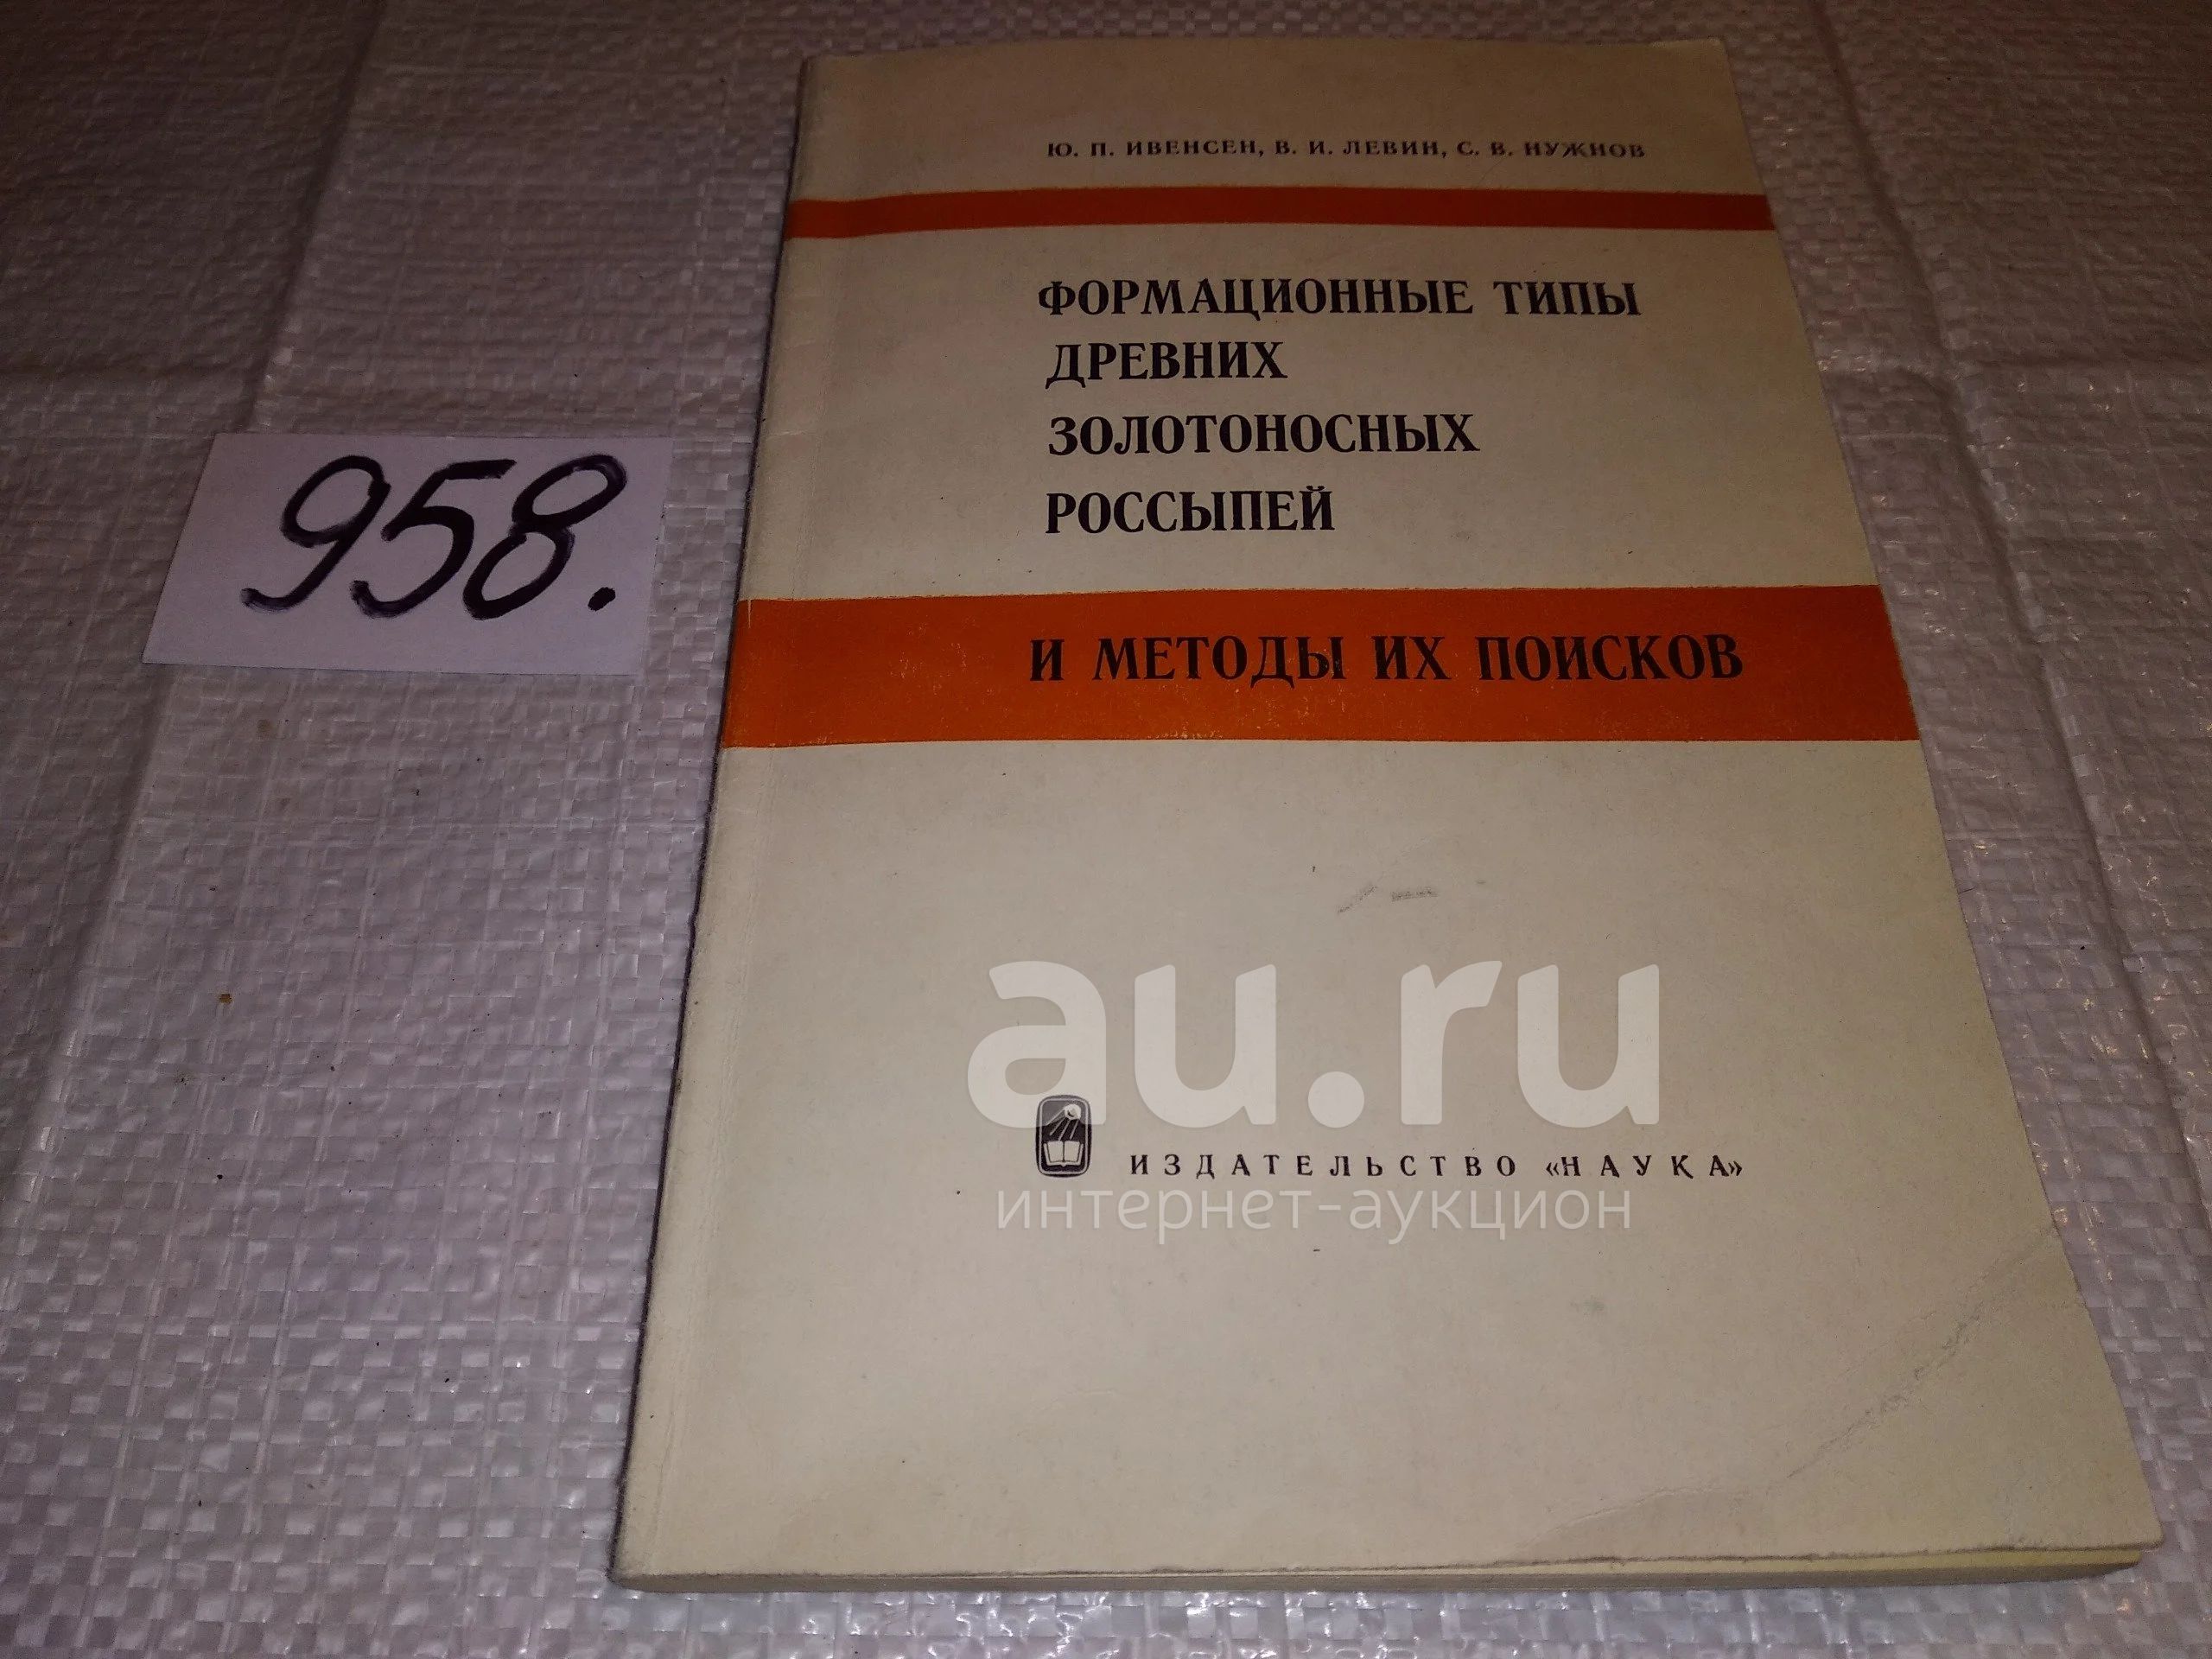 Ю. П. ИВЕНСЕН, В. И. ЛЕВИН, С. В. НУЖНОВ
ФОРМАЦИОННЫЕ ТИПЫ
ДРЕВНИХ
ЗОЛОТОНОСНЫХ
РОССЫПЕЙ
И МЕТОДЫ ИХ ПОИСКОВ
958.
au.ru
ИЗДАТЕЛЬСТВО «НАУКА»
интернет-аукцион